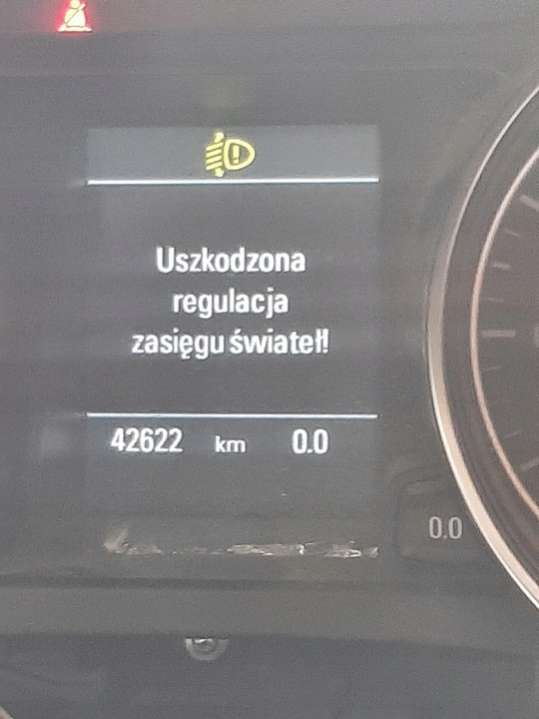 Uszkodzona
regulacja
zasięgu świateł!
42622 km 0.0
0.0